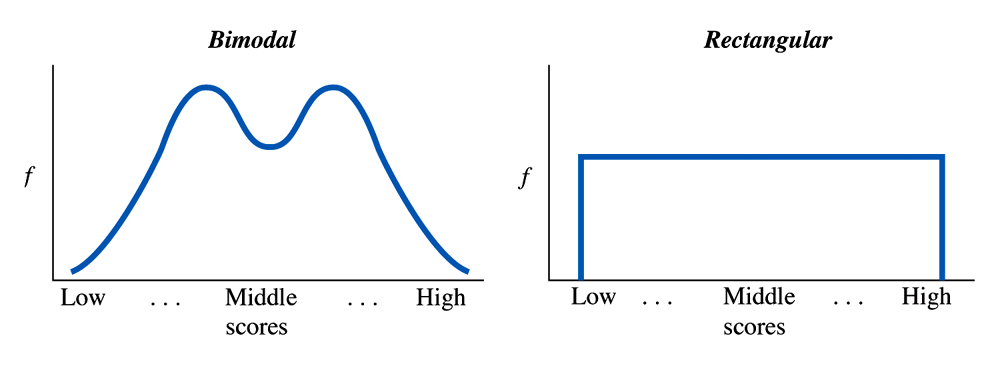 Bimodal
f
Low ... Middle ... High
scores
Rectangular
f
Low ... Middle ... High
scores